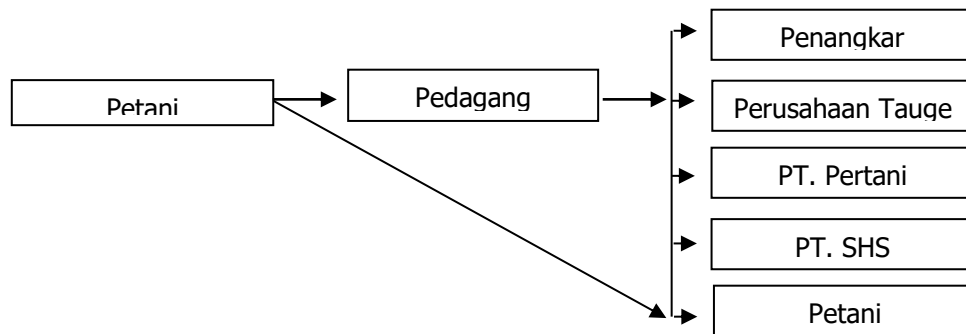 Petani
Pedagang
Penangkar
Perusahaan Tauge
PT. Pertani
PT. SHS
Petani